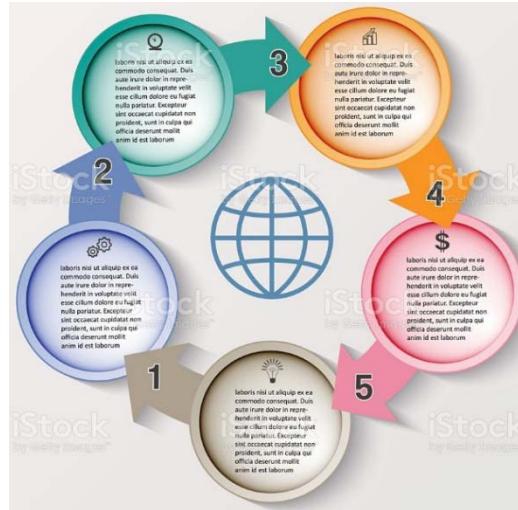 laboris nisi ut aliquip ex ea
commodo consequat. Duis
aute irure dolor in repre-
henderit in voluptate velit
esse cillum dolore eu fugiat
nulla pariatur. Excepteur
sint occaecat cupidatat non
proident, sunt in culpa qui
officia deserunt mollit
anim id est laborum
3
laboris nisi ut aliquip ex ea
commodo consequat. Duis
aute irure dolor in repre-
henderit in voluptate velit
esse cillum dolore eu fugiat
nulla pariatur. Excepteur
sint occaecat cupidatat non
proident, sunt in culpa qui
officia deserunt mollit
anim id est laborum
iStock
iStock
iStock
by Getty Images
2
4
laboris nisi ut aliquip ex ea
commodo consequat. Duis
aute irure dolor in repre-
henderit in voluptate velit
esse cillum dolore eu fugiat
nulla pariatur. Excepteur
sint occaecat cupidatat non
proident, sunt in culpa qui
officia deserunt mollit
anim id est laborum
$
laboris nisi ut aliquip ex ea
commodo consequat. Duis
aute irure dolor in repre-
henderit in voluptate velit
esse cillum dolore eu fugiat
nulla pariatur. Excepteur
sint occaecat cupidatat non
proident, sunt in culpa qui
officia deserunt mollit
anim id est laborum
iStock
iStock
1
5
laboris nisi ut aliquip ex ea
commodo consequat. Duis
aute irure dolor in repre-
henderit in voluptate velit
esse cillum dolore eu fugiat
nulla pariatur. Excepteur
sint occaecat cupidatat non
proident, sunt in culpa qui
officia deserunt mollit
anim id est laborum
iStock
iStock